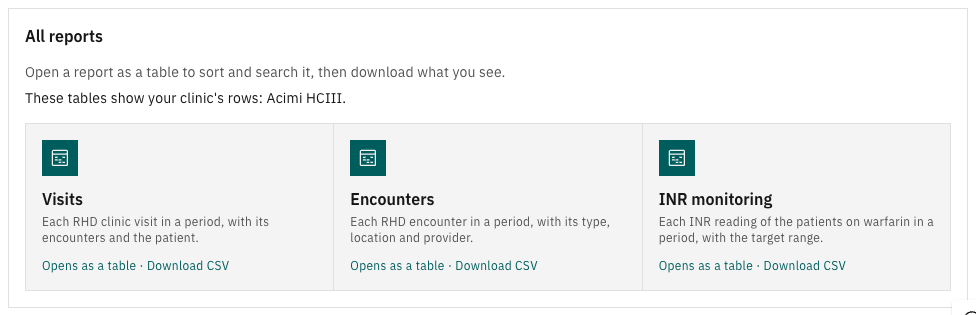 All reports
Open a report as a table to sort and search it, then download what you see.
These tables show your clinic's rows: Acimi HCIII.
Visits
Each RHD clinic visit in a period, with its
encounters and the patient.
Opens as a table · Download CSV
Encounters
Each RHD encounter in a period, with its type,
location and provider.
Opens as a table · Download CSV
INR monitoring
Each INR reading of the patients on warfarin in a
period, with the target range.
Opens as a table · Download CSV